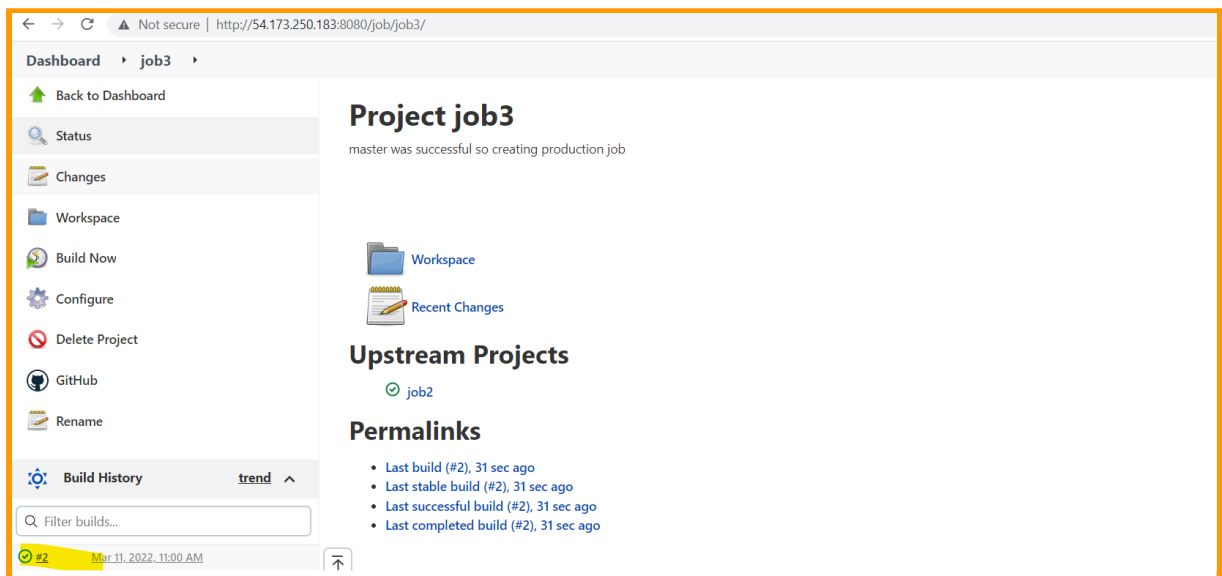 Not secure | http://54.173.250.183:8080/job/job3/
Dashboard job3
Back to Dashboard
Status
Changes
Workspace
Build Now
Configure
Delete Project
GitHub
Rename
Build History trend
Filter builds...
#2 Mar 11, 2022, 11:00 AM
Project job3
master was successful so creating production job
Workspace
Recent Changes
Upstream Projects
job2
Permalinks
Last build (#2), 31 sec ago
Last stable build (#2), 31 sec ago
Last successful build (#2), 31 sec ago
Last completed build (#2), 31 sec ago